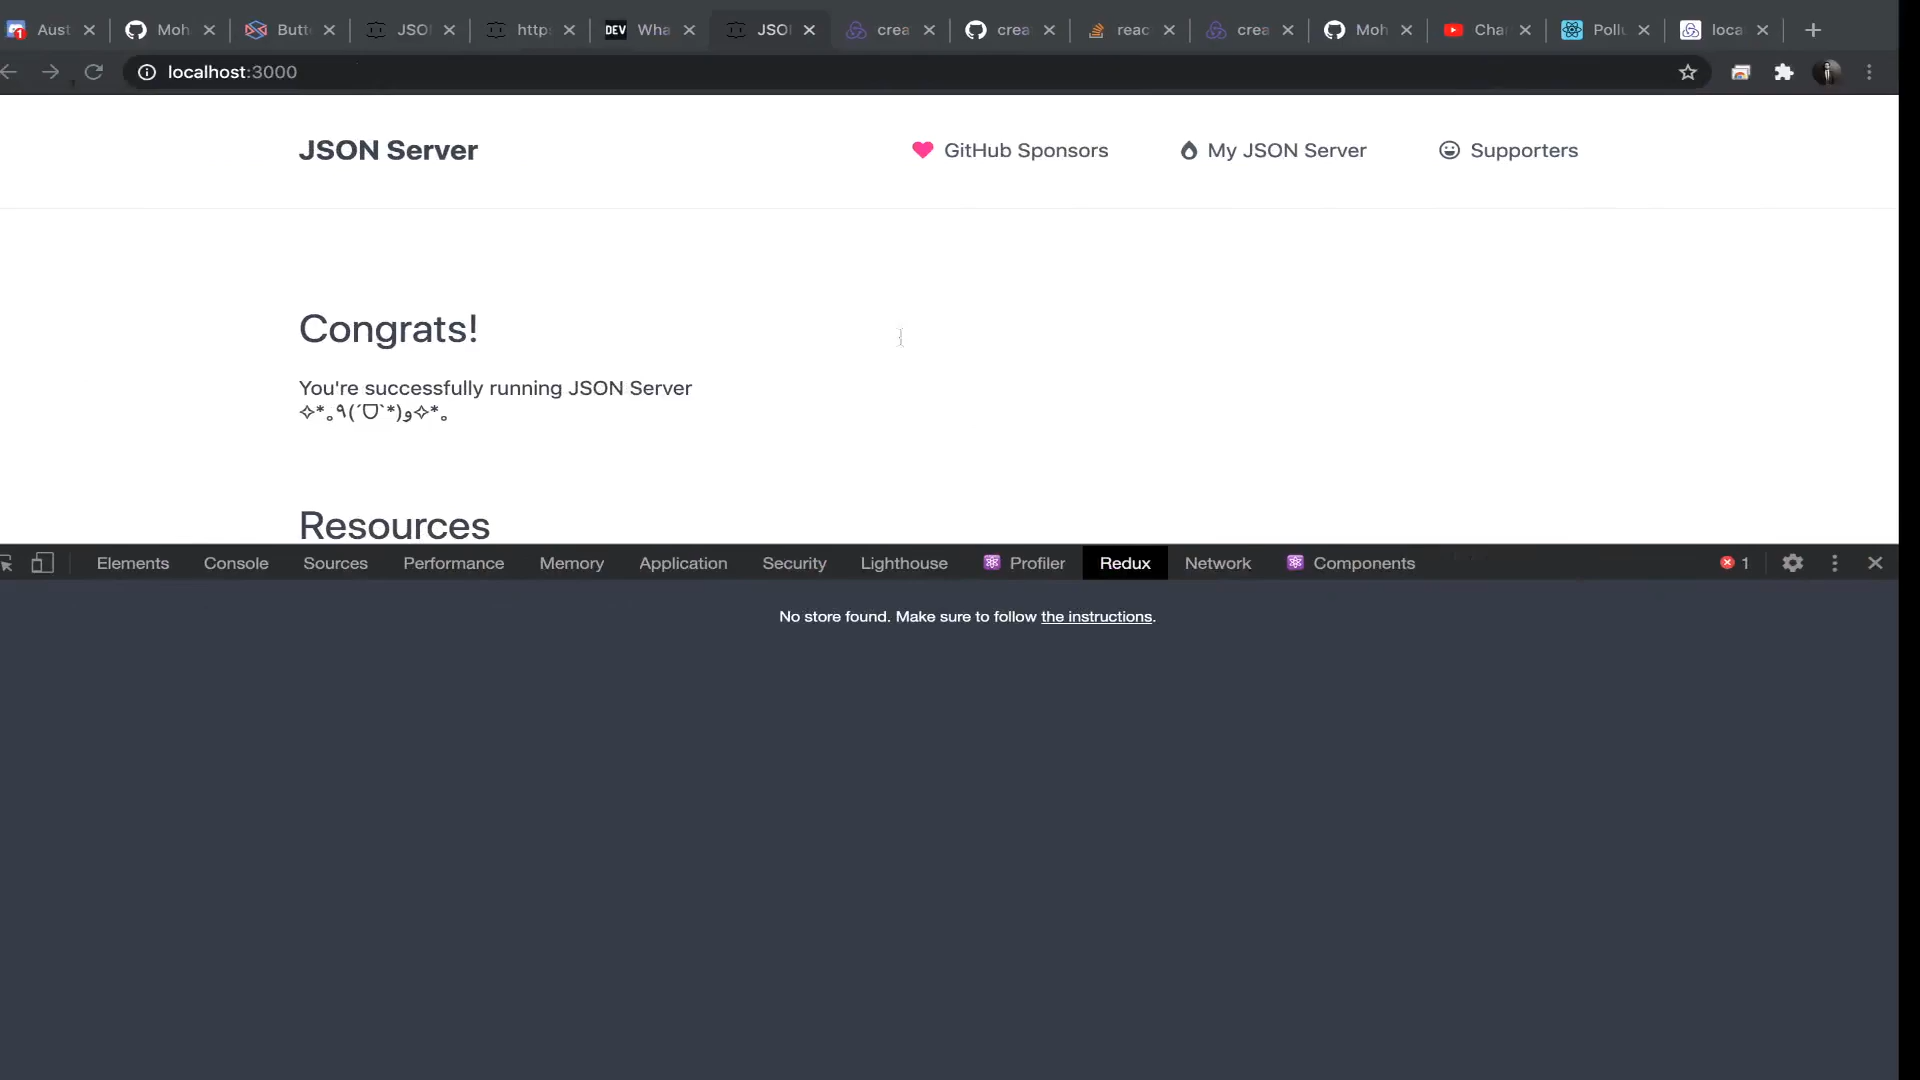 Aust
Moh
Butt
JSO
http
DEV Wha
JSO
crea
crea
reac
crea
Moh
Cha
Pollu
loca
localhost:3000
JSON Server
GitHub Sponsors
My JSON Server
Supporters
Congrats!
You're successfully running JSON Server
✧*｡٩(ˊᗜˋ*)و✧*｡
Resources
Elements
Console
Sources
Performance
Memory
Application
Security
Lighthouse
Profiler
Redux
Network
Components
1
No store found. Make sure to follow the instructions.